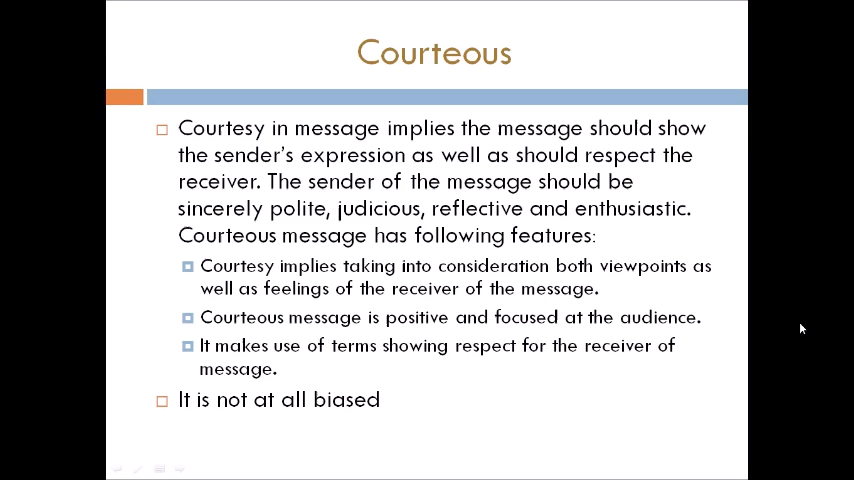 Courteous
Courtesy in message implies the message should show
the sender's expression as well as should respect the
receiver. The sender of the message should be
sincerely polite, judicious, reflective and enthusiastic.
Courteous message has following features:
Courtesy implies taking into consideration both viewpoints as
well as feelings of the receiver of the message.
Courteous message is positive and focused at the audience.
It makes use of terms showing respect for the receiver of
message.
It is not at all biased